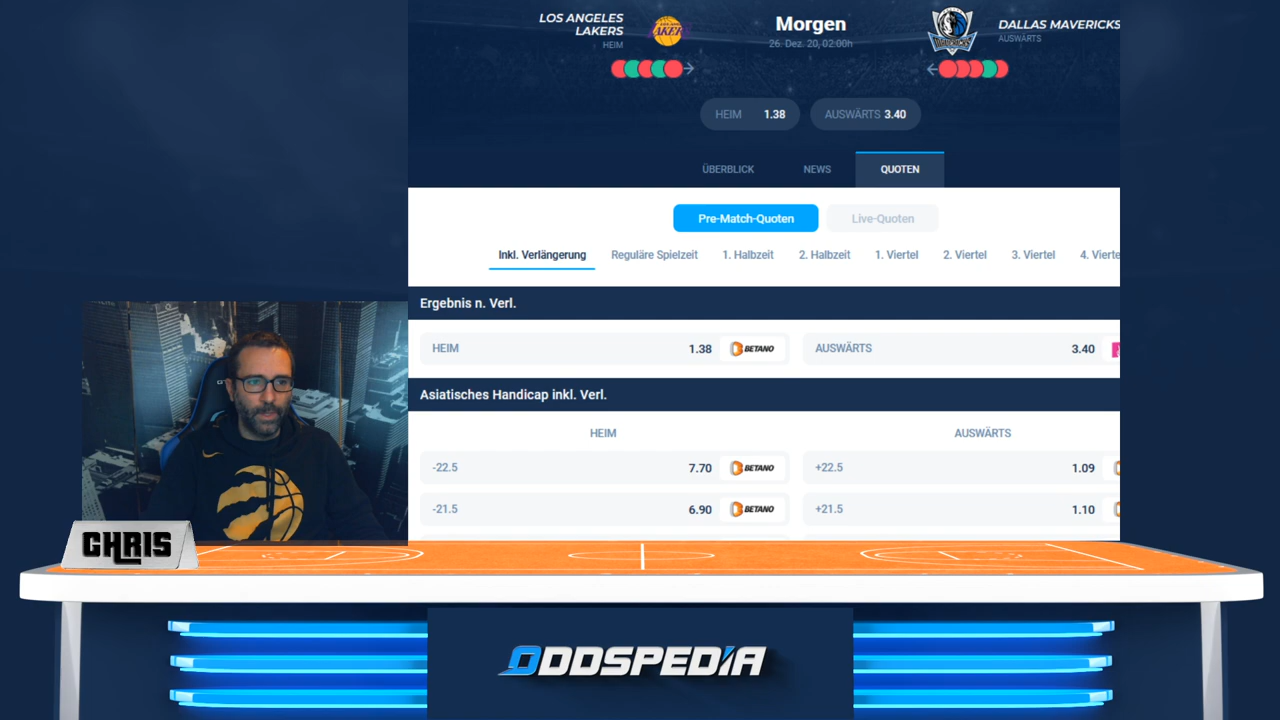 LOS ANGELES
LAKERS
HEIM
LAKERS
Morgen
26. Dez. 20, 02:00h
DALLAS MAVERICKS
AUSWÄRTS
HEIM 1.38
AUSWÄRTS 3.40
ÜBERBLICK NEWS QUOTEN
Pre-Match-Quoten Live-Quoten
Inkl. Verlängerung Reguläre Spielzeit 1. Halbzeit 2. Halbzeit 1. Viertel 2. Viertel 3. Viertel 4. Vierte
Ergebnis n. Verl.
HEIM 1.38 BETANO AUSWÄRTS 3.40
Asiatisches Handicap inkl. Verl.
HEIM AUSWÄRTS
-22.5 7.70 BETANO +22.5 1.09
-21.5 6.90 BETANO +21.5 1.10
CHRIS
ODDSPEDIA